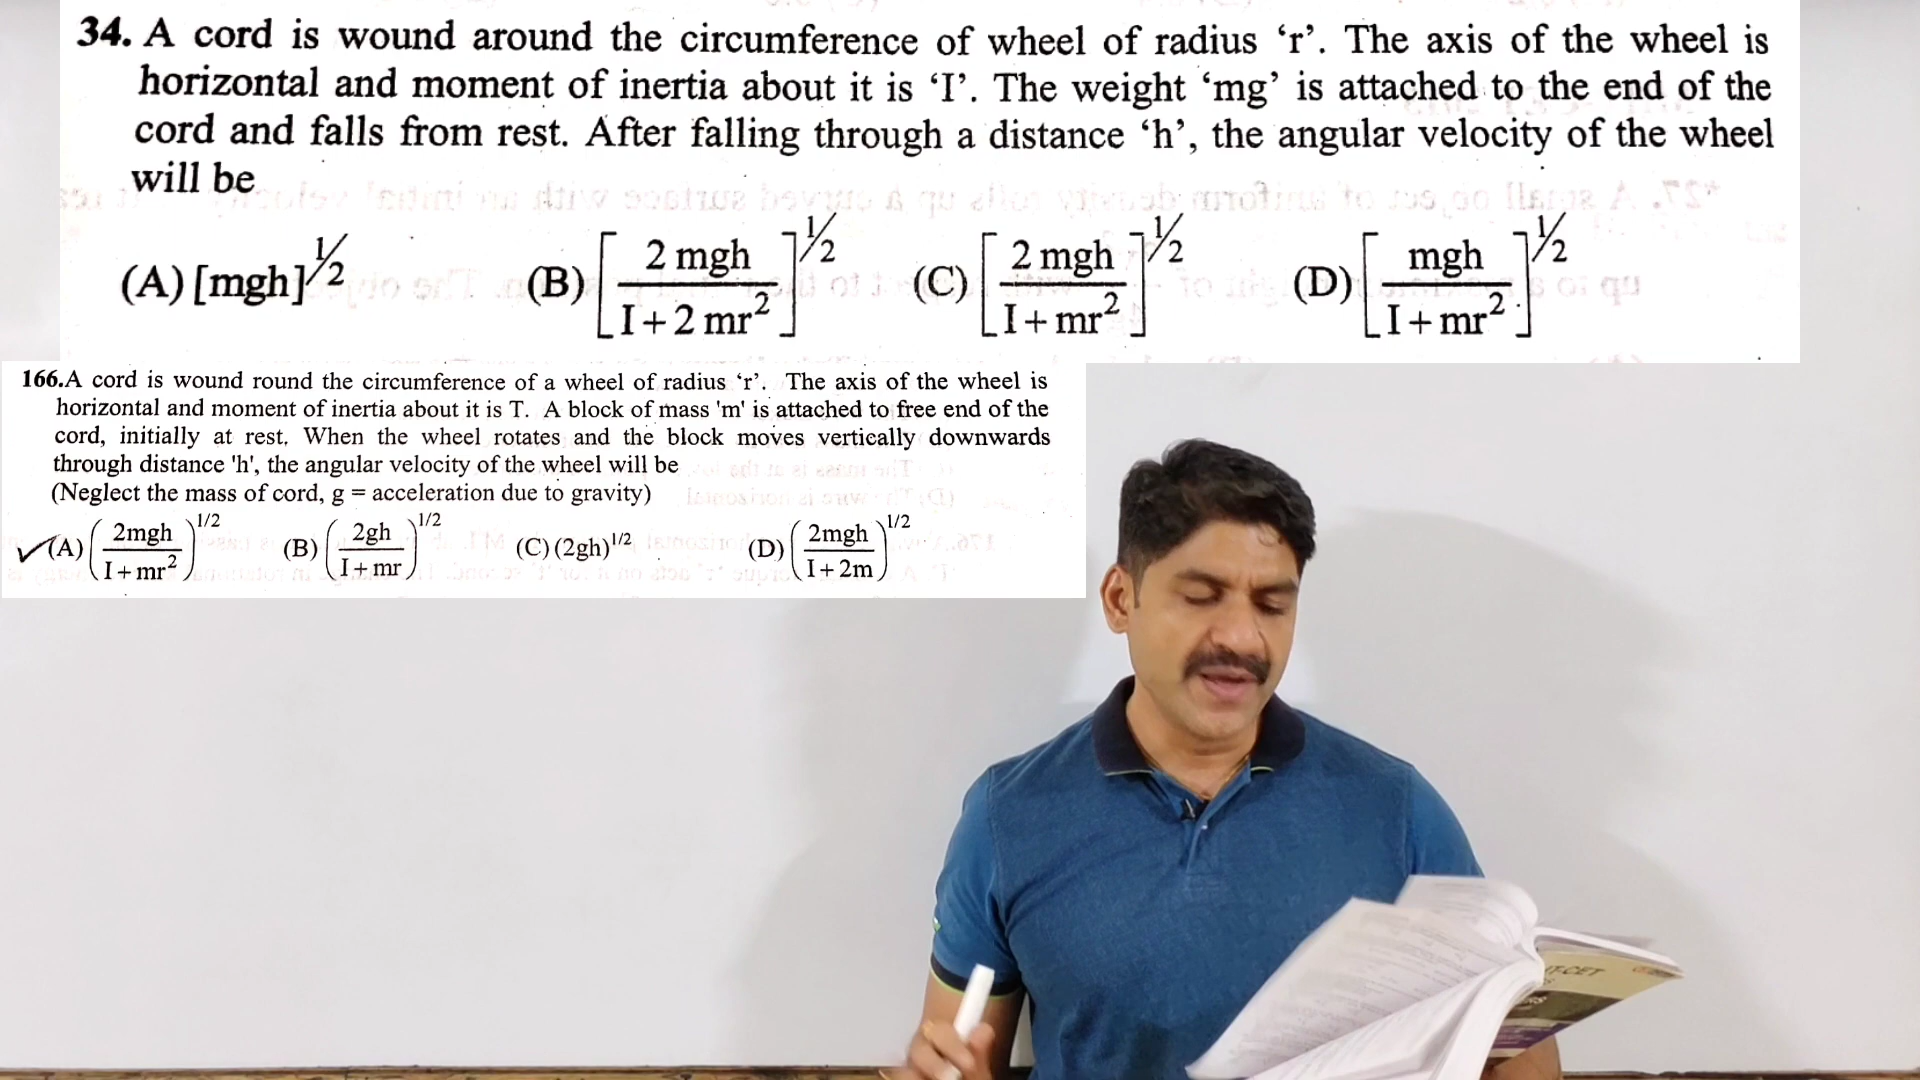 34. A cord is wound around the circumference of wheel of radius ‘r’. The axis of the wheel is
horizontal and moment of inertia about it is ‘I’. The weight ‘mg’ is attached to the end of the
cord and falls from rest. After falling through a distance ‘h’, the angular velocity of the wheel
will be
(A) [mgh]^1/2 (B) [2 mgh / I + 2 mr²]^1/2 (C) [2 mgh / I + mr²]^1/2 (D) [mgh / I + mr²]^1/2
166.A cord is wound round the circumference of a wheel of radius ‘r’. The axis of the wheel is
horizontal and moment of inertia about it is T. A block of mass 'm' is attached to free end of the
cord, initially at rest. When the wheel rotates and the block moves vertically downwards
through distance 'h', the angular velocity of the wheel will be
(Neglect the mass of cord, g = acceleration due to gravity)
✓(A) (2mgh / I + mr²)^1/2 (B) (2gh / I + mr)^1/2 (C) (2gh)^1/2 (D) (2mgh / I + 2m)^1/2